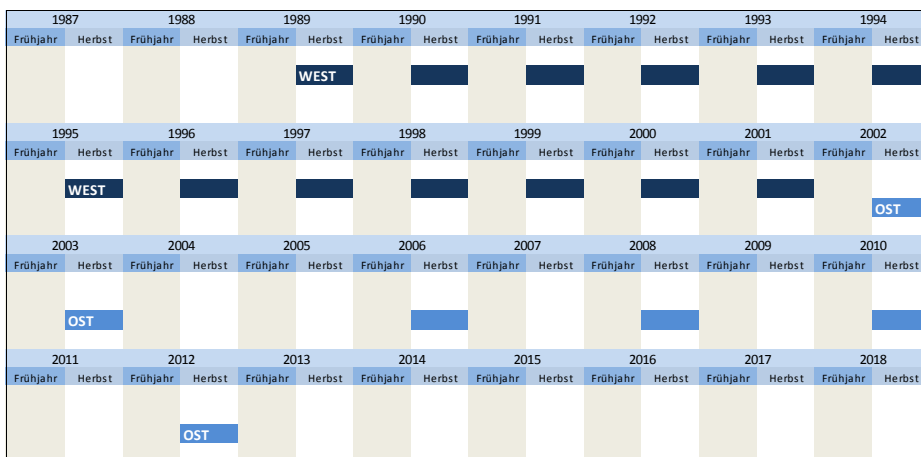 1987 1988 1989 1990 1991 1992 1993 1994
Frühjahr Herbst Frühjahr Herbst Frühjahr Herbst Frühjahr Herbst Frühjahr Herbst Frühjahr Herbst Frühjahr Herbst Frühjahr Herbst
WEST
1995 1996 1997 1998 1999 2000 2001 2002
Frühjahr Herbst Frühjahr Herbst Frühjahr Herbst Frühjahr Herbst Frühjahr Herbst Frühjahr Herbst Frühjahr Herbst Frühjahr Herbst
WEST
OST
2003 2004 2005 2006 2007 2008 2009 2010
Frühjahr Herbst Frühjahr Herbst Frühjahr Herbst Frühjahr Herbst Frühjahr Herbst Frühjahr Herbst Frühjahr Herbst Frühjahr Herbst
OST
2011 2012 2013 2014 2015 2016 2017 2018
Frühjahr Herbst Frühjahr Herbst Frühjahr Herbst Frühjahr Herbst Frühjahr Herbst Frühjahr Herbst Frühjahr Herbst Frühjahr Herbst
OST